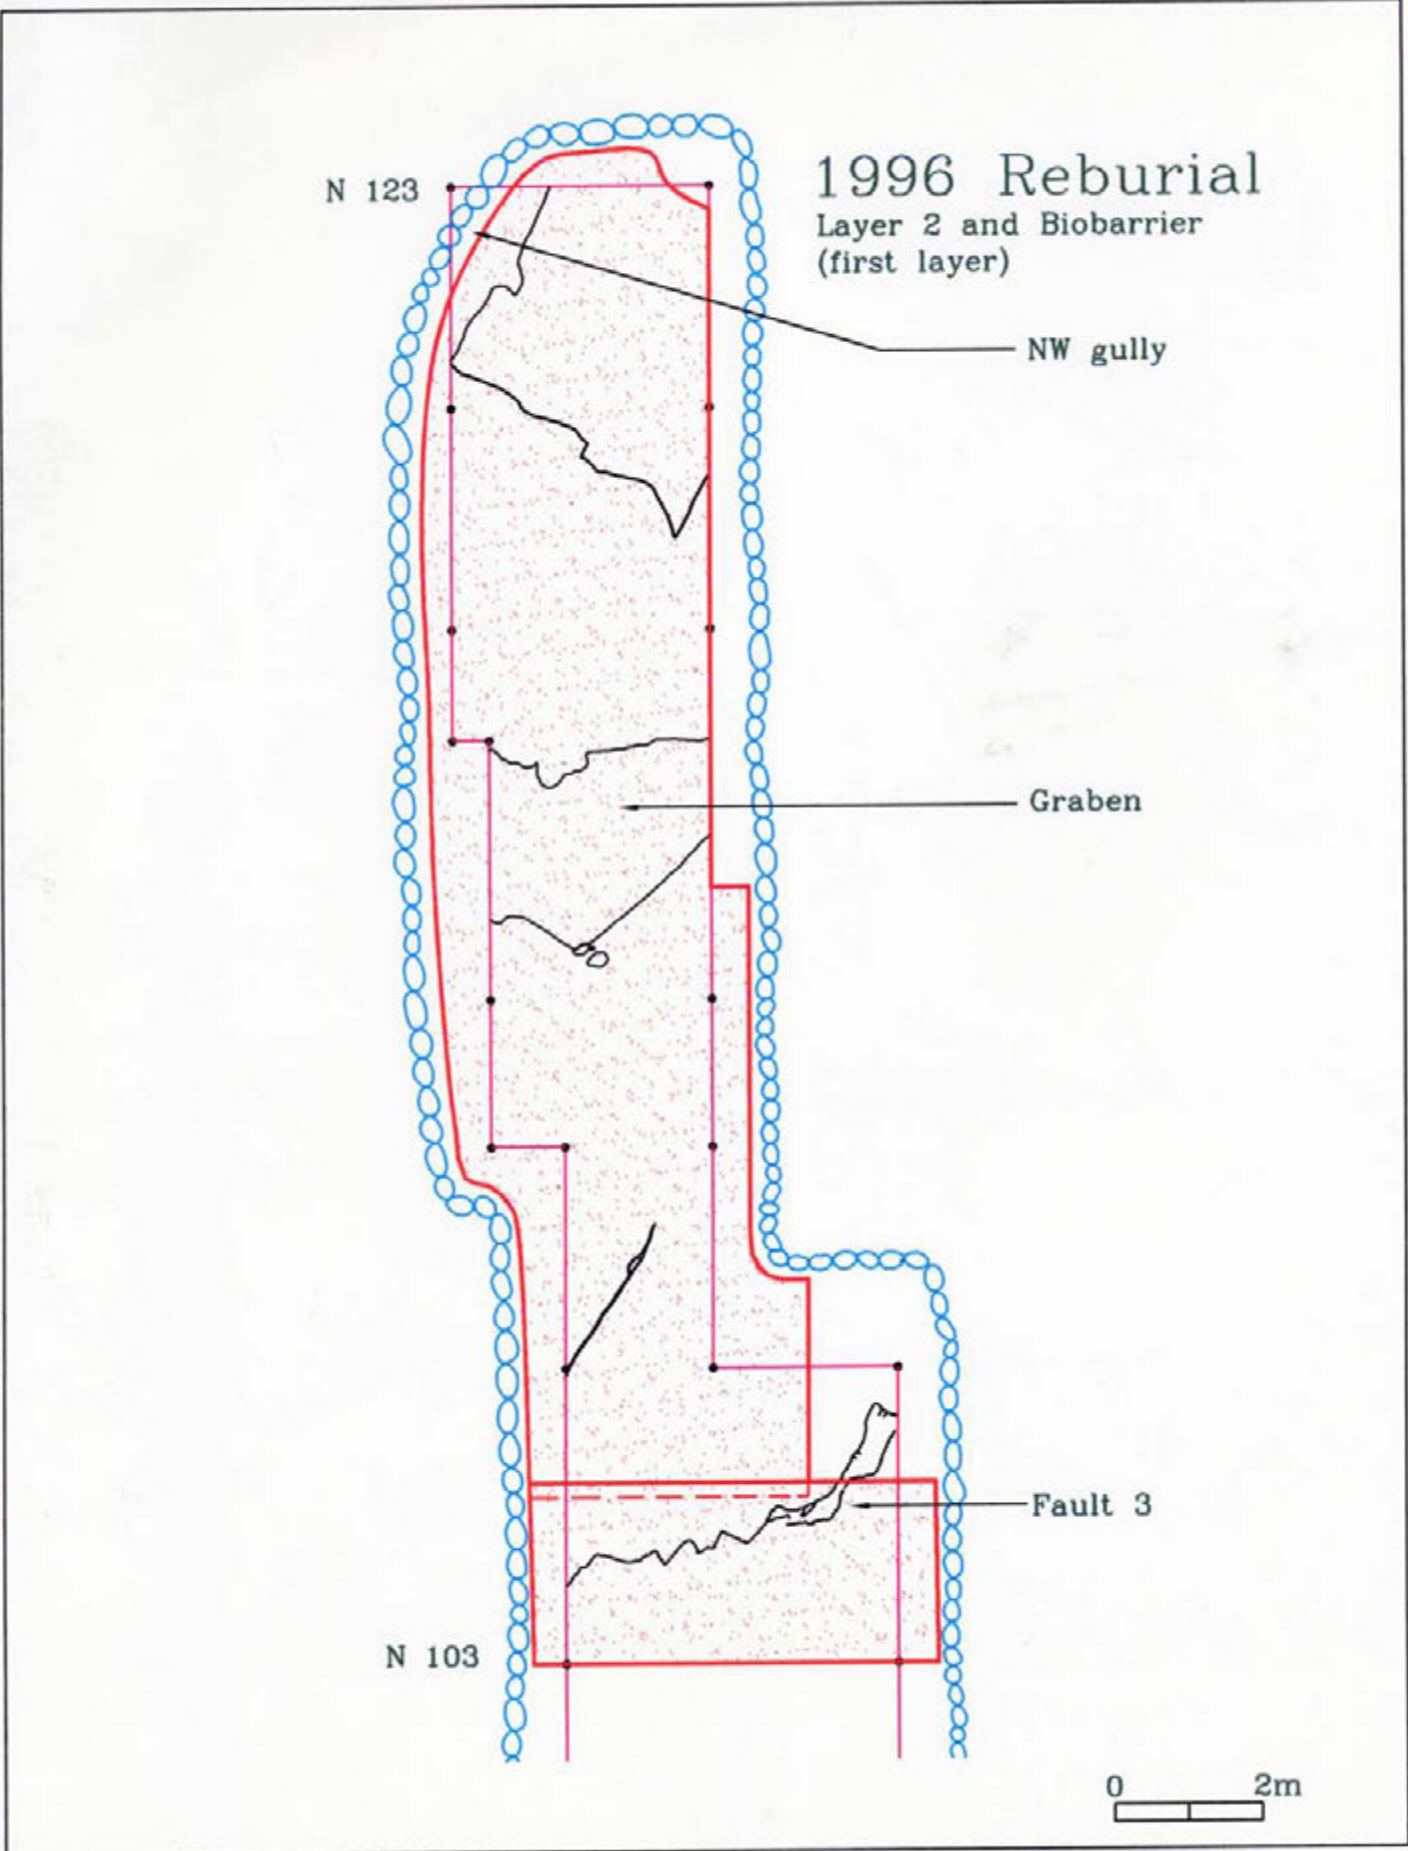 1996 Reburial
Layer 2 and Biobarrier
(first layer)
N 123
NW gully
Graben
Fault 3
N 103
0 2m